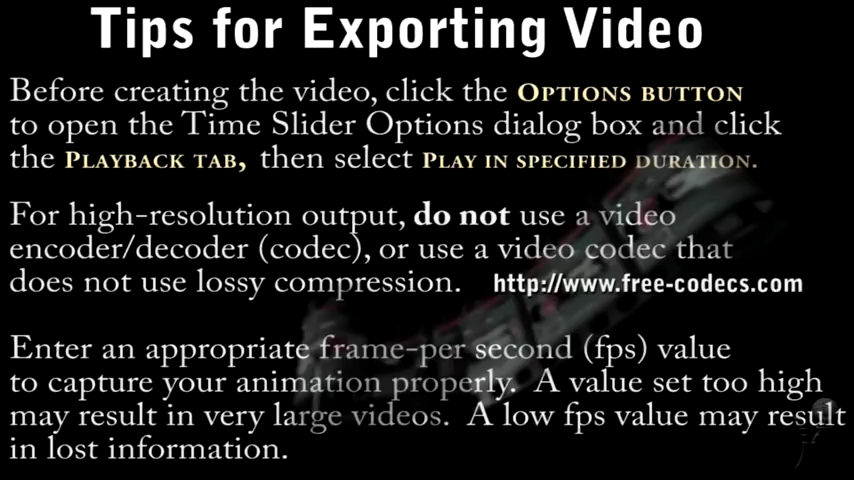 Tips for Exporting Video
Before creating the video, click the OPTIONS BUTTON
to open the Time Slider Options dialog box and click
the PLAYBACK TAB, then select PLAY IN SPECIFIED DURATION.
For high-resolution output, do not use a video
encoder/decoder (codec), or use a video codec that
does not use lossy compression. http://www.free-codecs.com
Enter an appropriate frame-per second (fps) value
to capture your animation properly. A value set too high
may result in very large videos. A low fps value may result
in lost information.